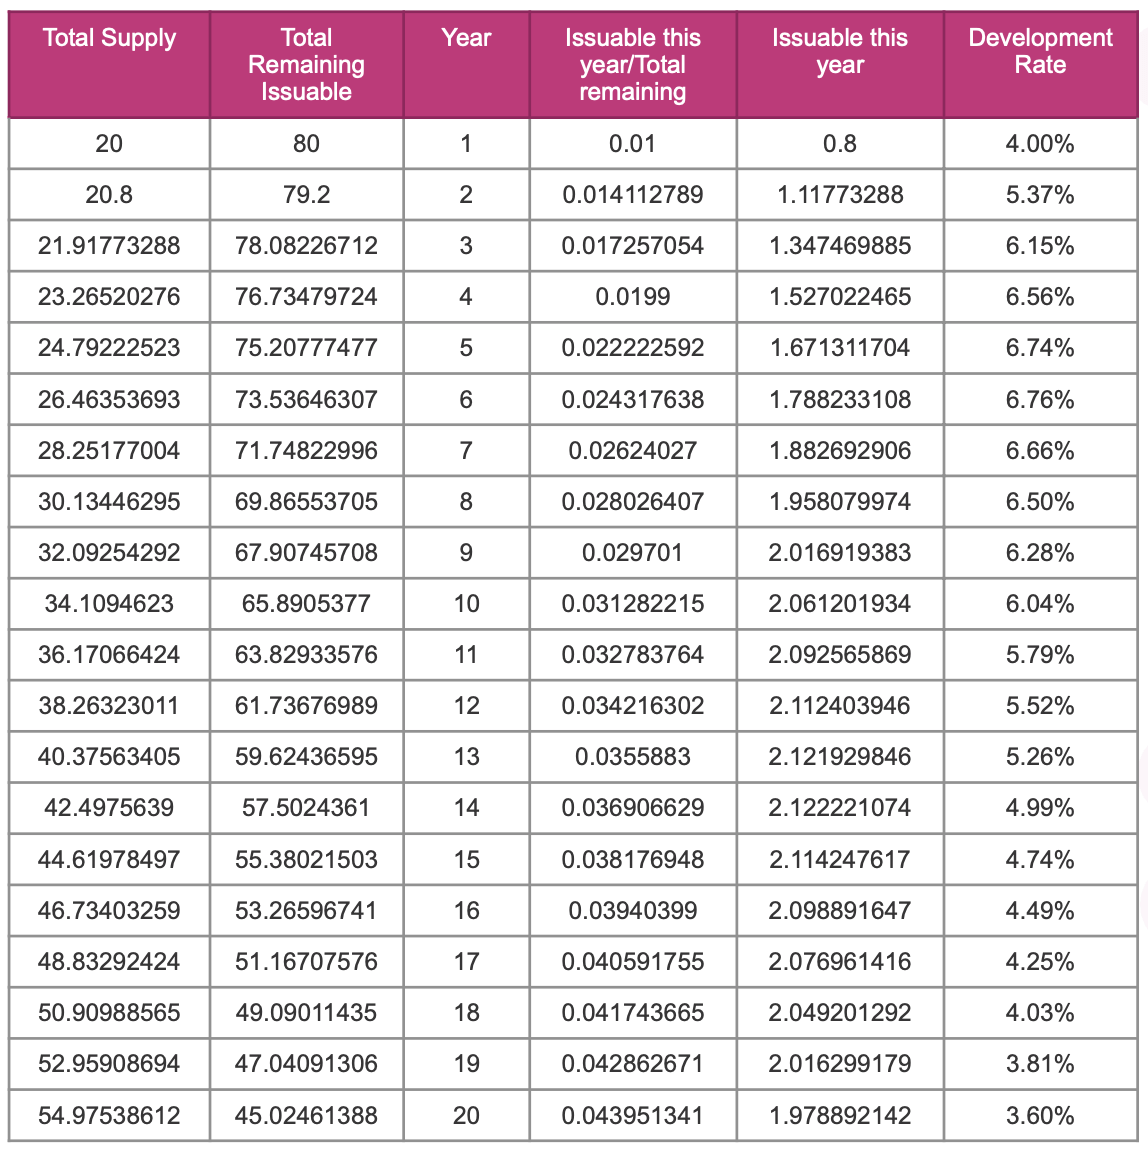 Total Supply Total Remaining Issuable Year Issuable this year/Total remaining Issuable this year Development Rate
20 80 1 0.01 0.8 4.00%
20.8 79.2 2 0.014112789 1.11773288 5.37%
21.91773288 78.08226712 3 0.017257054 1.347469885 6.15%
23.26520276 76.73479724 4 0.0199 1.527022465 6.56%
24.79222523 75.20777477 5 0.022222592 1.671311704 6.74%
26.46353693 73.53646307 6 0.024317638 1.788233108 6.76%
28.25177004 71.74822996 7 0.02624027 1.882692906 6.66%
30.13446295 69.86553705 8 0.028026407 1.958079974 6.50%
32.09254292 67.90745708 9 0.029701 2.016919383 6.28%
34.1094623 65.8905377 10 0.031282215 2.061201934 6.04%
36.17066424 63.82933576 11 0.032783764 2.092565869 5.79%
38.26323011 61.73676989 12 0.034216302 2.112403946 5.52%
40.37563405 59.62436595 13 0.0355883 2.121929846 5.26%
42.4975639 57.5024361 14 0.036906629 2.122221074 4.99%
44.61978497 55.38021503 15 0.038176948 2.114247617 4.74%
46.73403259 53.26596741 16 0.03940399 2.098891647 4.49%
48.83292424 51.16707576 17 0.040591755 2.076961416 4.25%
50.90988565 49.09011435 18 0.041743665 2.049201292 4.03%
52.95908694 47.04091306 19 0.042862671 2.016299179 3.81%
54.97538612 45.02461388 20 0.043951341 1.978892142 3.60%